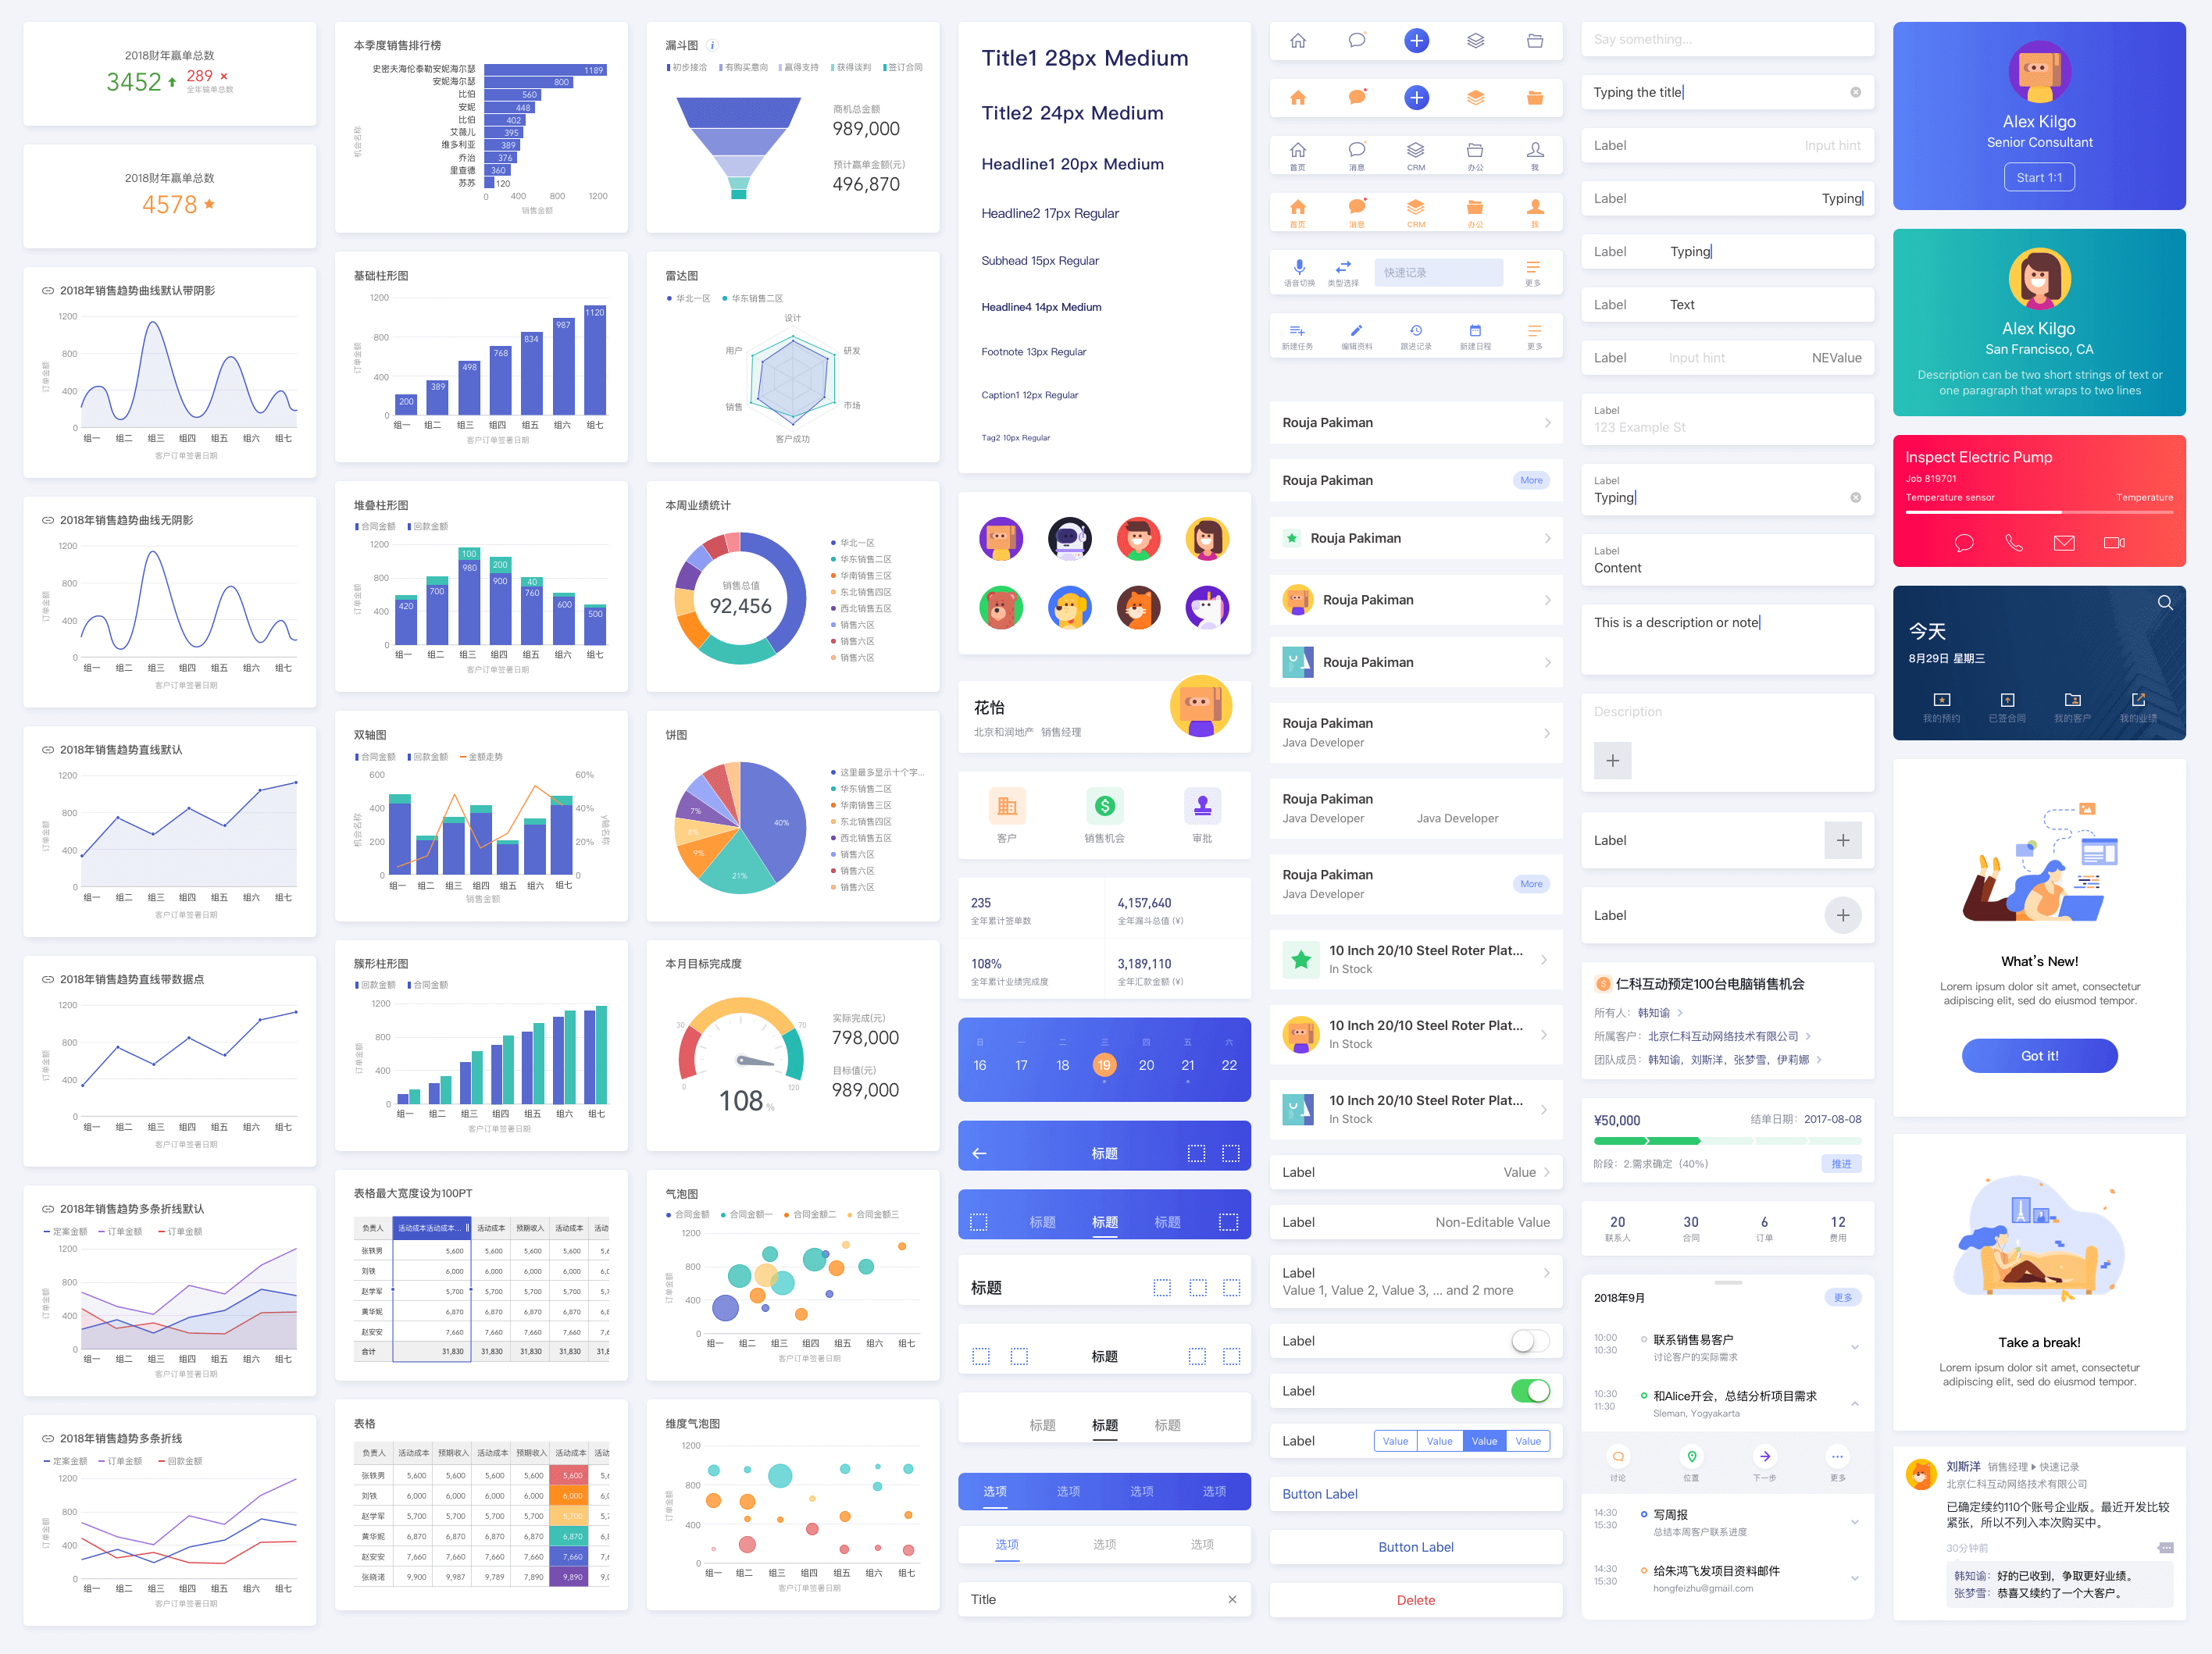 2018财年赢单总数
3452 289
全年输单总数
2018财年赢单总数
4578
2018年销售趋势曲线默认带阴影
1200
800
400
0
订单金额
组一 组二 组三 组四 组五 组六 组七
客户订单签署日期
2018年销售趋势曲线无阴影
1200
800
400
0
订单金额
组一 组二 组三 组四 组五 组六 组七
客户订单签署日期
2018年销售趋势直线默认
1200
800
400
0
订单金额
组一 组二 组三 组四 组五 组六 组七
客户订单签署日期
2018年销售趋势直线带数据点
1200
800
400
0
订单金额
组一 组二 组三 组四 组五 组六 组七
客户订单签署日期
2018年销售趋势多条折线默认
定案金额 订单金额 订单金额
1200
800
400
0
订单金额
组一 组二 组三 组四 组五 组六 组七
客户订单签署日期
2018年销售趋势多条折线
定案金额 订单金额 回款金额
1200
800
400
0
订单金额
组一 组二 组三 组四 组五 组六 组七
客户订单签署日期
本季度销售排行榜
机会名称
史密夫海伦泰勒安妮海尔瑟 1189
安妮海尔瑟 800
比伯 560
安妮 448
比伯 402
艾薇儿 395
维多利亚 389
乔治 376
里查德 360
苏苏 120
0 400 800 1200
销售金额
基础柱形图
1200
800
400
0
订单金额
200 389 498 768 834 987 1120
组一 组二 组三 组四 组五 组六 组七
客户订单签署日期
堆叠柱形图
合同金额 回款金额
1200
800
400
0
订单金额
100 200 40
420 700 980 900 760 600 500
组一 组二 组三 组四 组五 组六 组七
客户订单签署日期
双轴图
合同金额 回款金额 金额走势
600 60%
400 40%
200 20%
0 0
机会名称
Y轴名称
组一 组二 组三 组四 组五 组六 组七
销售金额
簇形柱形图
回款金额 合同金额
1200
800
400
0
订单金额
组一 组二 组三 组四 组五 组六 组七
客户订单签署日期
表格最大宽度设为100PT
负责人 活动成本活动成本... 活动成本 预期收入 活动成本 活动
张轶男 5,600 5,600 5,600 5,600 5,6
刘铁 6,000 6,000 6,000 6,000 6,0
赵学军 5,700 5,700 5,700 5,700 5,7
黄华妮 6,870 6,870 6,870 6,870 6,8
赵安安 7,660 7,660 7,660 7,660 7,6
合计 31,830 31,830 31,830 31,830 31,8
表格
负责人 活动成本 预期收入 活动成本 预期收入 活动成本 活动
张轶男 5,600 5,600 5,600 5,600 5,600 5,6
刘铁 6,000 6,000 6,000 6,000 6,000 6,0
赵学军 5,700 5,700 5,700 5,700 5,700 5,7
黄华妮 6,870 6,870 6,870 6,870 6,870 6,8
赵安安 7,660 7,660 7,660 7,660 7,660 7,6
张晓诺 9,900 9,987 9,789 7,890 9,890 9,0
漏斗图 i
初步接洽 有购买意向 赢得支持 获得谈判 签订合同
商机总金额
989,000
预计赢单金额(元)
496,870
雷达图
华北一区 华东销售二区
设计
用户 研发
销售 市场
客户成功
本周业绩统计
销售总值
92,456
华北一区
华东销售二区
华南销售三区
东北销售四区
西北销售五区
销售六区
销售六区
销售六区
饼图
40%
21%
9%
8%
7%
这里最多显示十个字...
华东销售二区
华南销售三区
东北销售四区
西北销售五区
销售六区
销售六区
销售六区
本月目标完成度
30 70
0 120
108 %
实际完成(元)
798,000
目标值(元)
989,000
气泡图
合同金额 合同金额一 合同金额二 合同金额三
1200
800
400
0
订单金额
组一 组二 组三 组四 组五 组六 组七
客户订单签署日期
维度气泡图
1200
800
400
0
订单金额
组一 组二 组三 组四 组五 组六 组七
客户订单签署日期
Title1 28px Medium
Title2 24px Medium
Headline1 20px Medium
Headline2 17px Regular
Subhead 15px Regular
Headline4 14px Medium
Footnote 13px Regular
Caption1 12px Regular
Tag2 10px Regular
花怡
北京和润地产 销售经理
客户 销售机会 审批
235 4,157,640
全年累计签单数 全年漏斗总值 (¥)
108% 3,189,110
全年累计业绩完成度 全年汇款金额 (¥)
日 一 二 三 四 五 六
16 17 18 19 20 21 22
标题
标题 标题 标题
标题
标题
标题 标题 标题
选项 选项 选项 选项
选项 选项 选项
Title
首页 消息 CRM 办公 我
首页 消息 CRM 办公 我
语音切换 类型选择 快速记录 更多
新建任务 编辑资料 跟进记录 新建日程 更多
Rouja Pakiman
Rouja Pakiman More
Rouja Pakiman
Rouja Pakiman
Rouja Pakiman
Rouja Pakiman
Java Developer
Rouja Pakiman
Java Developer Java Developer
Rouja Pakiman
Java Developer More
10 Inch 20/10 Steel Roter Plat...
In Stock
10 Inch 20/10 Steel Roter Plat...
In Stock
10 Inch 20/10 Steel Roter Plat...
In Stock
Label Value
Label Non-Editable Value
Label
Value 1, Value 2, Value 3, ... and 2 more
Label
Label
Label Value Value Value Value
Button Label
Button Label
Delete
Say something...
Typing the title
Label Input hint
Label Typing
Label Typing
Label Text
Label Input hint NEValue
Label
123 Example St
Label
Typing
Label
Content
This is a description or note
Description
Label
Label
仁科互动预定100台电脑销售机会
所有人： 韩知谕
所属客户： 北京仁科互动网络技术有限公司
团队成员： 韩知谕，刘斯洋，张梦雪，伊莉娜
¥50,000 结单日期： 2017-08-08
阶段： 2.需求确定（40%） 推进
20 30 6 12
联系人 合同 订单 费用
2018年9月 更多
10:00 联系销售易客户
10:30 讨论客户的实际需求
10:30 和Alice开会，总结分析项目需求
11:30 Sleman, Yogyakarta
讨论 位置 下一步 更多
14:30 写周报
15:30 总结本周客户联系进度
14:30 给朱鸿飞发项目资料邮件
15:30 hongfeizhu@gmail.com
Alex Kilgo
Senior Consultant
Start 1:1
Alex Kilgo
San Francisco, CA
Description can be two short strings of text or
one paragraph that wraps to two lines
Inspect Electric Pump
Job 819701
Temperature sensor Temperature
今天
8月29日 星期三
我的预约 已签合同 我的客户 我的业绩
What's New!
Lorem ipsum dolor sit amet, consectetur
adipiscing elit, sed do eiusmod tempor.
Got it!
Take a break!
Lorem ipsum dolor sit amet, consectetur
adipiscing elit, sed do eiusmod tempor.
刘斯洋 销售经理 快速记录
北京仁科互动网络技术有限公司
已确定续约110个账号企业版。最近开发比较
紧张，所以不列入本次购买中。
30分钟前
韩知谕： 好的已收到，争取更好业绩。
张梦雪： 恭喜又续约了一个大客户。